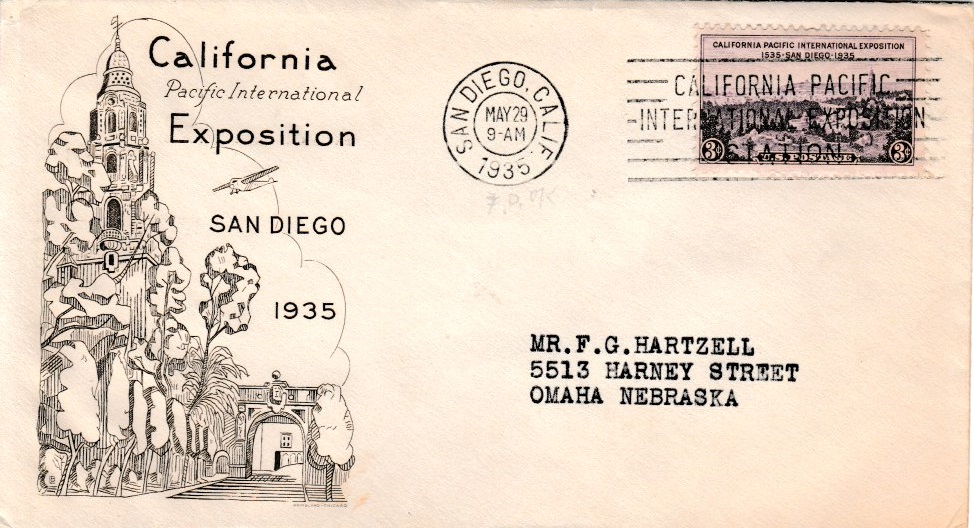 California
Pacific International
Exposition
SAN DIEGO
1935
SAN DIEGO, CALIF
MAY 29
9-AM
1935
CALIFORNIA PACIFIC INTERNATIONAL EXPOSITION
1535·SAN DIEGO·1935
3¢ U.S. POSTAGE 3¢
CALIFORNIA PACIFIC
INTERNATIONAL EXPOSITION
STATION
MR.F.G.HARTZELL
5513 HARNEY STREET
OMAHA NEBRASKA